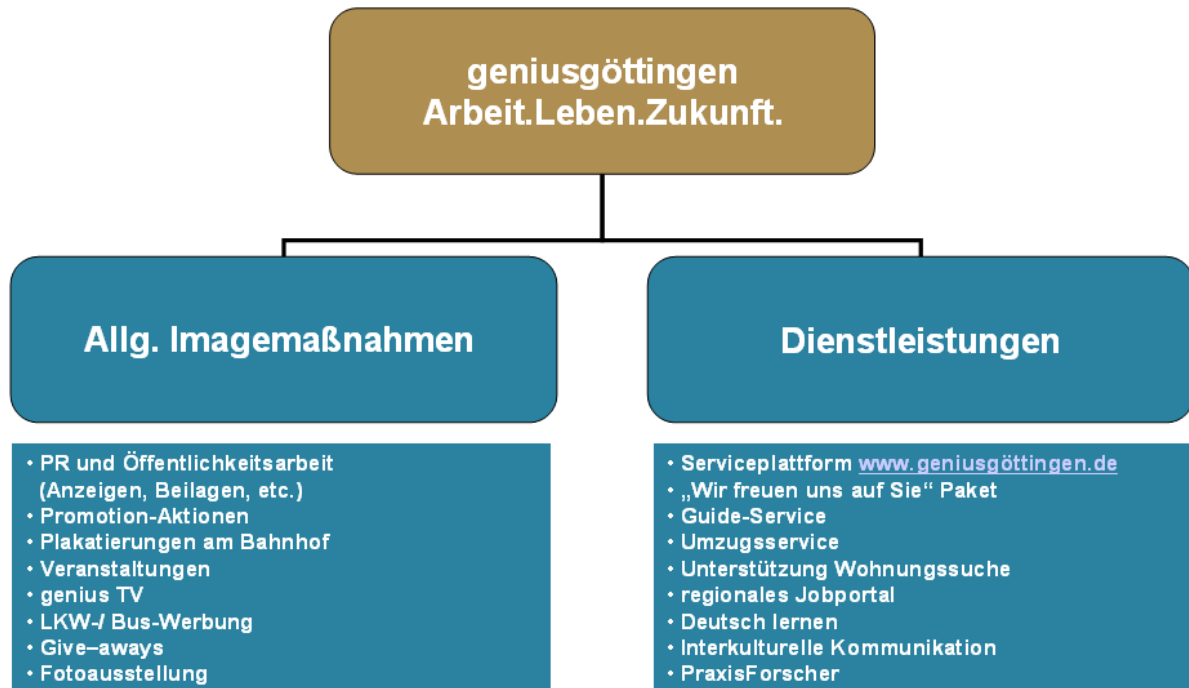 geniusgöttingen
Arbeit.Leben.Zukunft.
Allg. Imagemaßnahmen
• PR und Öffentlichkeitsarbeit
(Anzeigen, Beilagen, etc.)
• Promotion-Aktionen
• Plakatierungen am Bahnhof
• Veranstaltungen
• genius TV
• LKW-/ Bus-Werbung
• Give–aways
• Fotoausstellung
Dienstleistungen
• Serviceplattform www.geniusgöttingen.de
• „Wir freuen uns auf Sie“ Paket
• Guide-Service
• Umzugsservice
• Unterstützung Wohnungssuche
• regionales Jobportal
• Deutsch lernen
• Interkulturelle Kommunikation
• PraxisForscher